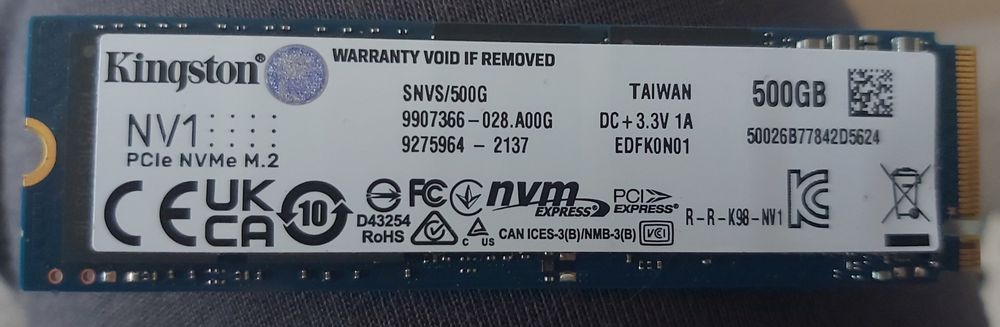 Kingston®
WARRANTY VOID IF REMOVED
SNVS/500G
9907366-028.A00G
9275964 - 2137
TAIWAN
DC+3.3V 1A
EDFK0N01
500GB
50026B77842D5624
NV1
PCIe NVMe M.2
CE
UK
CA
10
D43254
RoHS
FC
C US
nvm
EXPRESS®
PCI
EXPRESS®
CAN ICES-3(B)/NMB-3(B)
VCI
R-R-K98-NV1